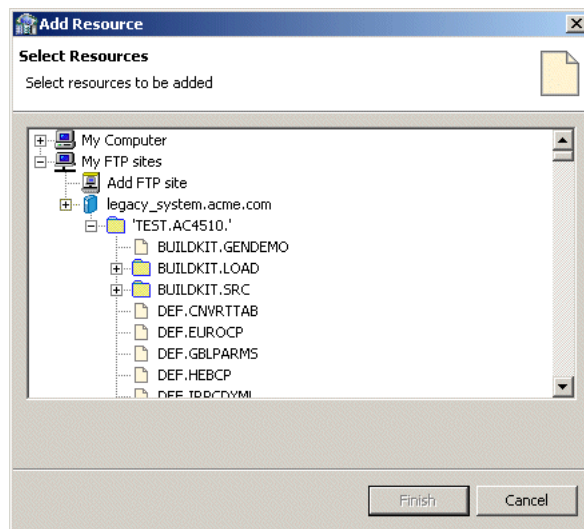 Add Resource
Select Resources
Select resources to be added
My Computer
My FTP sites
Add FTP site
legacy_system.acme.com
'TEST.AC4510.'
BUILDKIT.GENDEMO
BUILDKIT.LOAD
BUILDKIT.SRC
DEF.CNVRTTAB
DEF.EUROCP
DEF.GBLPARMS
DEF.HEBCP
Finish Cancel